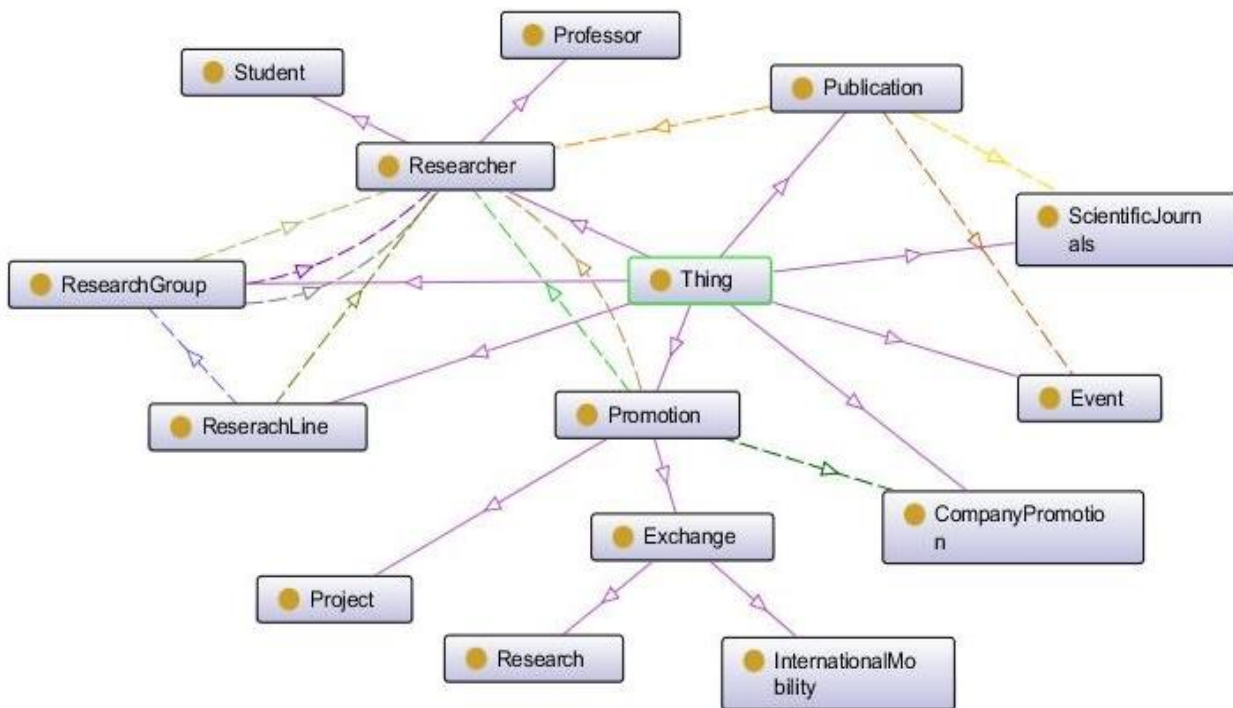 Professor
Student
Publication
Researcher
ScientificJourn
als
ResearchGroup
Thing
Event
ReserachLine
Promotion
CompanyPromotio
n
Exchange
Project
Research
InternationalMo
bility